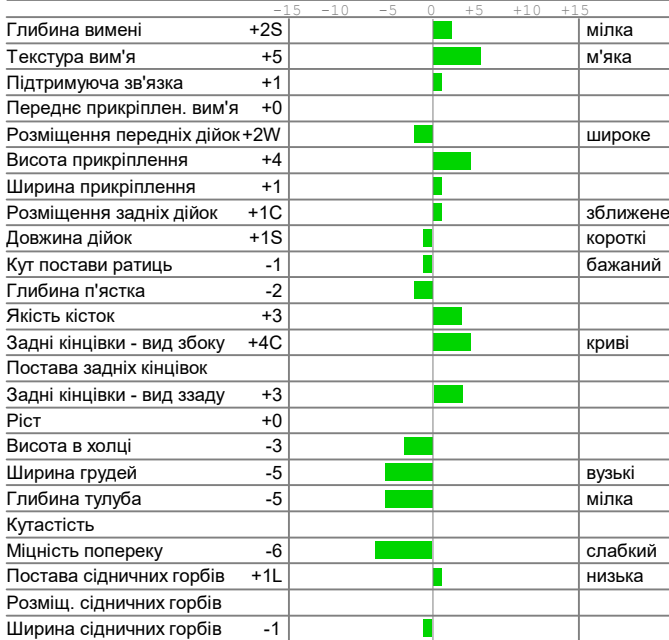 -15 -10 -5 0 +5 +10 +15
Глибина вимені +2S мілка
Текстура вим'я +5 м'яка
Підтримуюча зв'язка +1
Переднє прикріплен. вим'я +0
Розміщення передніх дійок +2W широке
Висота прикріплення +4
Ширина прикріплення +1
Розміщення задніх дійок +1C зближене
Довжина дійок +1S короткі
Кут постави ратиць -1 бажаний
Глибина п'ястка -2
Якість кісток +3
Задні кінцівки - вид збоку +4C криві
Постава задніх кінцівок
Задні кінцівки - вид ззаду +3
Ріст +0
Висота в холці -3
Ширина грудей -5 вузькі
Глибина тулуба -5 мілка
Кутастість
Міцність попереку -6 слабкий
Постава сідничних горбів +1L низька
Розміщ. сідничних горбів
Ширина сідничних горбів -1